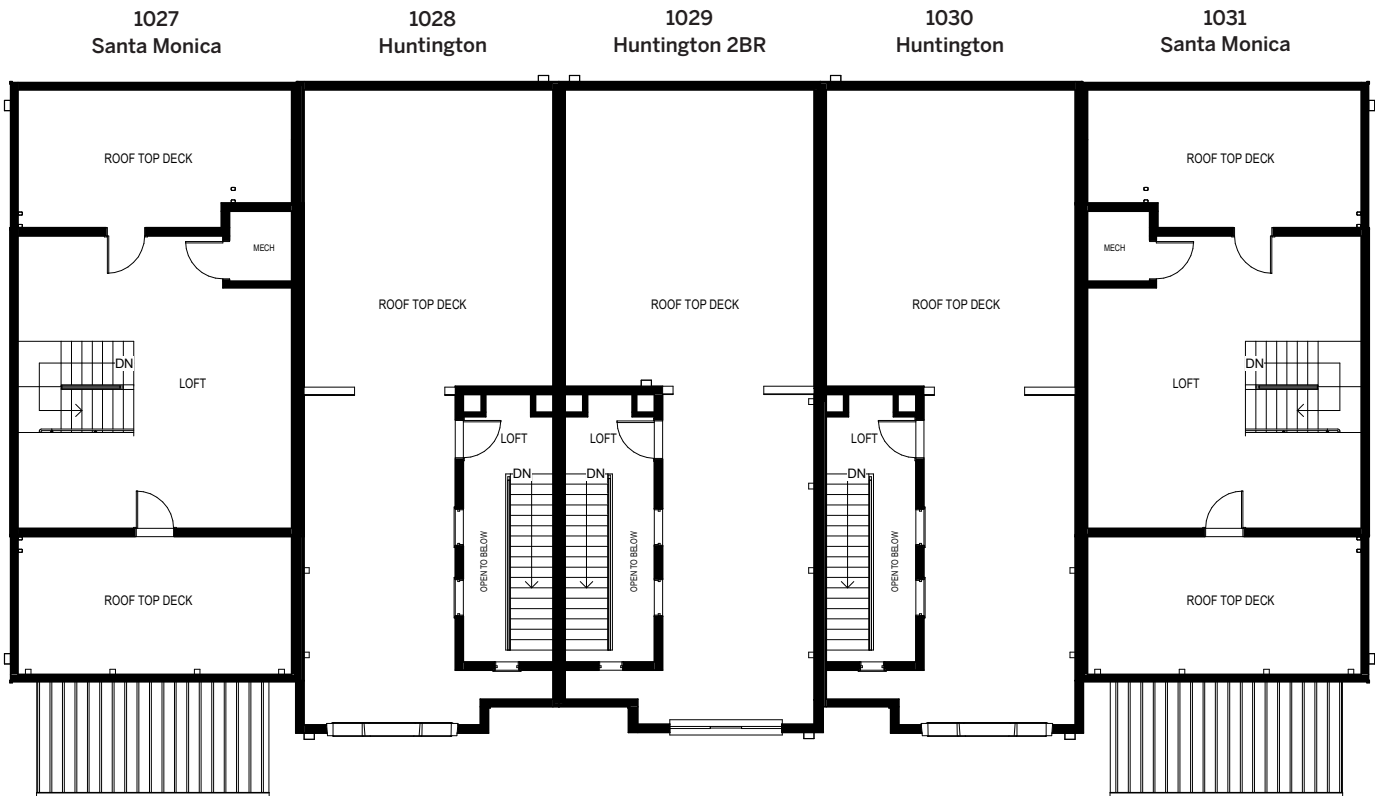 1027
Santa Monica
1028
Huntington
1029
Huntington 2BR
1030
Huntington
1031
Santa Monica
ROOF TOP DECK
MECH
DN
LOFT
ROOF TOP DECK
ROOF TOP DECK
LOFT
DN
OPEN TO BELOW
ROOF TOP DECK
LOFT
DN
OPEN TO BELOW
ROOF TOP DECK
LOFT
DN
OPEN TO BELOW
ROOF TOP DECK
MECH
DN
LOFT
ROOF TOP DECK